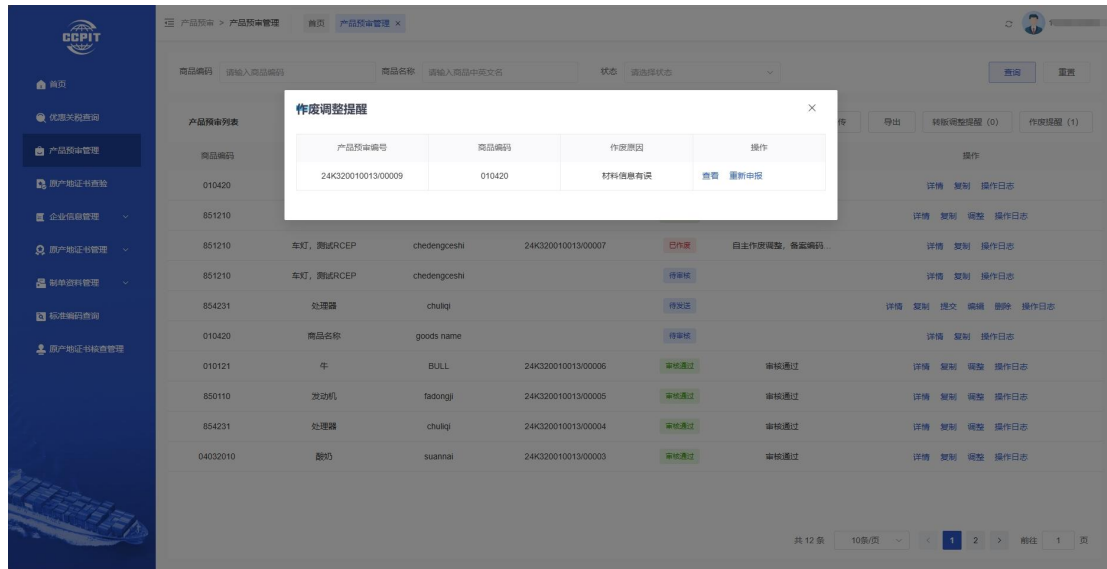 CCPIT
产品预审 > 产品预审管理 首页 产品预审管理 ×
首页
优惠关税查询
产品预审管理
原产地证书查验
企业信息管理
原产地证书管理
制单资料管理
标准编码查询
原产地证书核查管理
商品编码 请输入商品编码 商品名称 请输入商品中英文名 状态 请选择状态 查询 重置
产品预审列表 传 导出 转版调整提醒 (0) 作废提醒 (1)
作废调整提醒 ×
产品预审编号 商品编码 作废原因 操作
24K320010013/00009 010420 材料信息有误 查看 重新申报
商品编码 操作
010420 详情 复制 操作日志
851210 详情 复制 调整 操作日志
851210 车灯，测试RCEP chedengceshi 24K320010013/00007 已作废 自主作废调整，备案编码... 详情 复制 操作日志
851210 车灯，测试RCEP chedengceshi 待审核 详情 复制 操作日志
854231 处理器 chuliqi 待发送 详情 复制 提交 编辑 删除 操作日志
010420 商品名称 goods name 待审核 详情 复制 操作日志
010121 牛 BULL 24K320010013/00006 审核通过 审核通过 详情 复制 调整 操作日志
850110 发动机 fadongji 24K320010013/00005 审核通过 审核通过 详情 复制 调整 操作日志
854231 处理器 chuliqi 24K320010013/00004 审核通过 审核通过 详情 复制 调整 操作日志
04032010 酸奶 suannai 24K320010013/00003 审核通过 审核通过 详情 复制 调整 操作日志
共 12 条 10条/页 < 1 2 > 前往 1 页